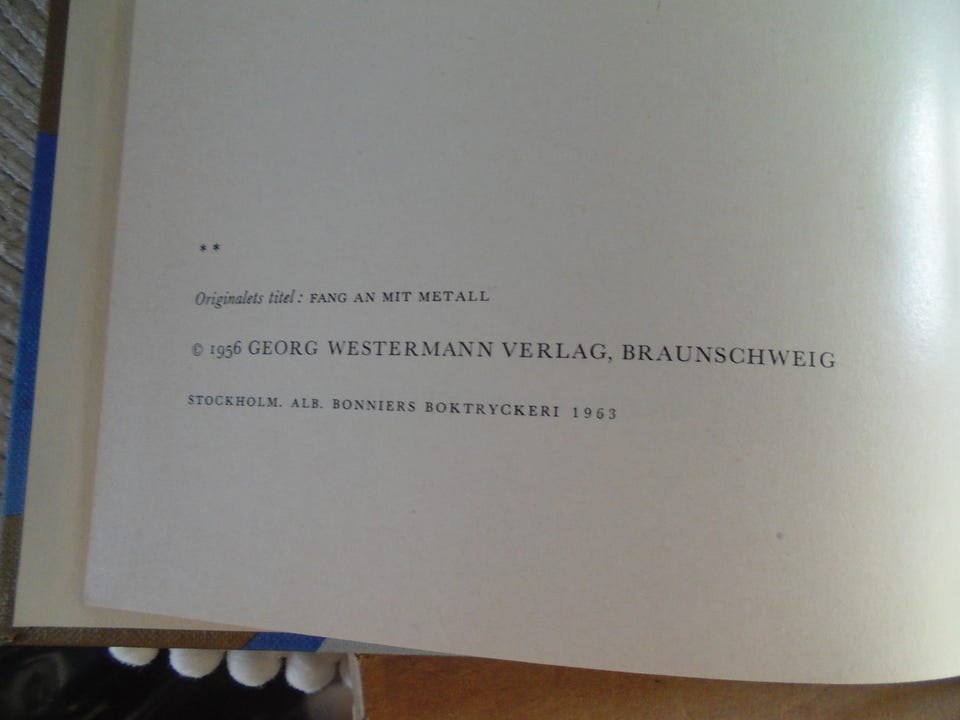 **
Originalets titel: FANG AN MIT METALL
© 1956 GEORG WESTERMANN VERLAG, BRAUNSCHWEIG
STOCKHOLM. ALB. BONNIERS BOKTRYCKERI 1963